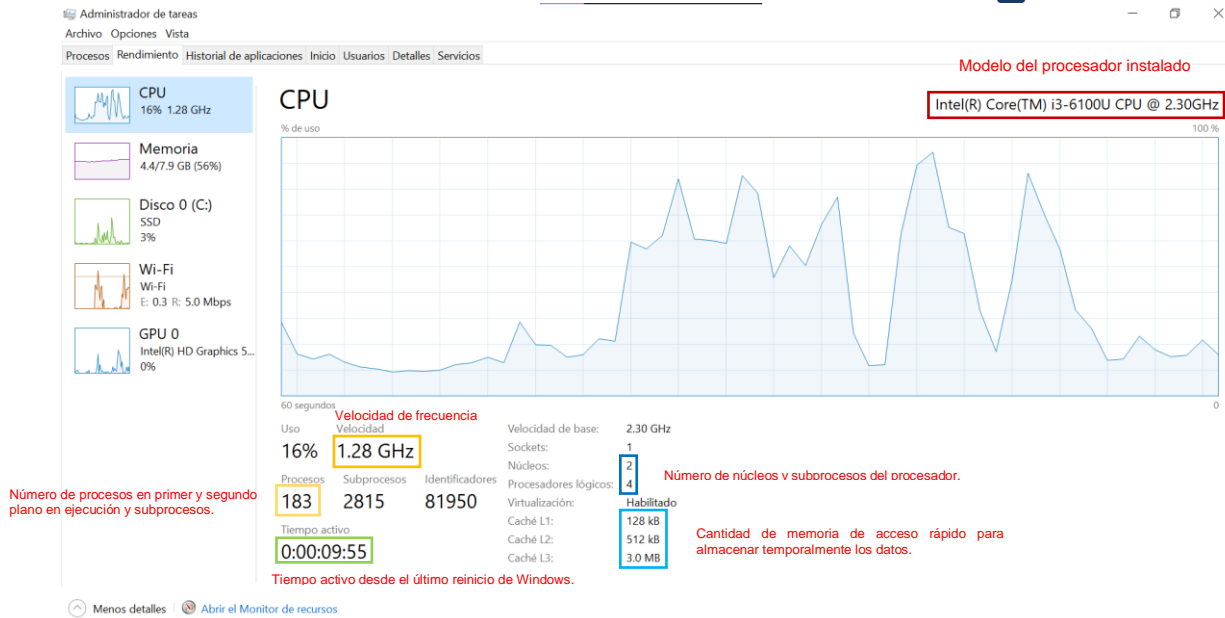 Administrador de tareas
Archivo Opciones Vista
Procesos Rendimiento Historial de aplicaciones Inicio Usuarios Detalles Servicios
Modelo del procesador instalado
CPU
16% 1.28 GHz
Memoria
4.4/7.9 GB (56%)
Disco 0 (C:)
SSD
3%
Wi-Fi
Wi-Fi
E: 0.3 R: 5.0 Mbps
GPU 0
Intel(R) HD Graphics 5...
0%
CPU
Intel(R) Core(TM) i3-6100U CPU @ 2.30GHz
% de uso 100 %
60 segundos 0
Velocidad de frecuencia
Uso Velocidad
16% 1.28 GHz
Procesos Subprocesos Identificadores
183 2815 81950
Tiempo activo
0:00:09:55
Velocidad de base: 2.30 GHz
Sockets: 1
Núcleos: 2
Procesadores lógicos: 4
Virtualización: Habilitado
Caché L1: 128 kB
Caché L2: 512 kB
Caché L3: 3.0 MB
Número de núcleos y subprocesos del procesador.
Número de procesos en primer y segundo
plano en ejecución y subprocesos.
Cantidad de memoria de acceso rápido para
almacenar temporalmente los datos.
Tiempo activo desde el último reinicio de Windows.
Menos detalles Abrir el Monitor de recursos